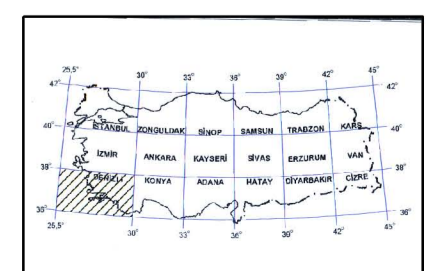 25,5° 30° 33° 36° 39° 42° 45°
42° 42°
İSTANBUL ZONGULDAK SİNOP SAMSUN TRABZON KARS
40° 40°
İZMİR ANKARA KAYSERİ SİVAS ERZURUM VAN
38° 38°
DENİZLİ KONYA ADANA HATAY DİYARBAKIR CİZRE
36° 36°
25,5° 30° 33° 36° 39° 42° 45°